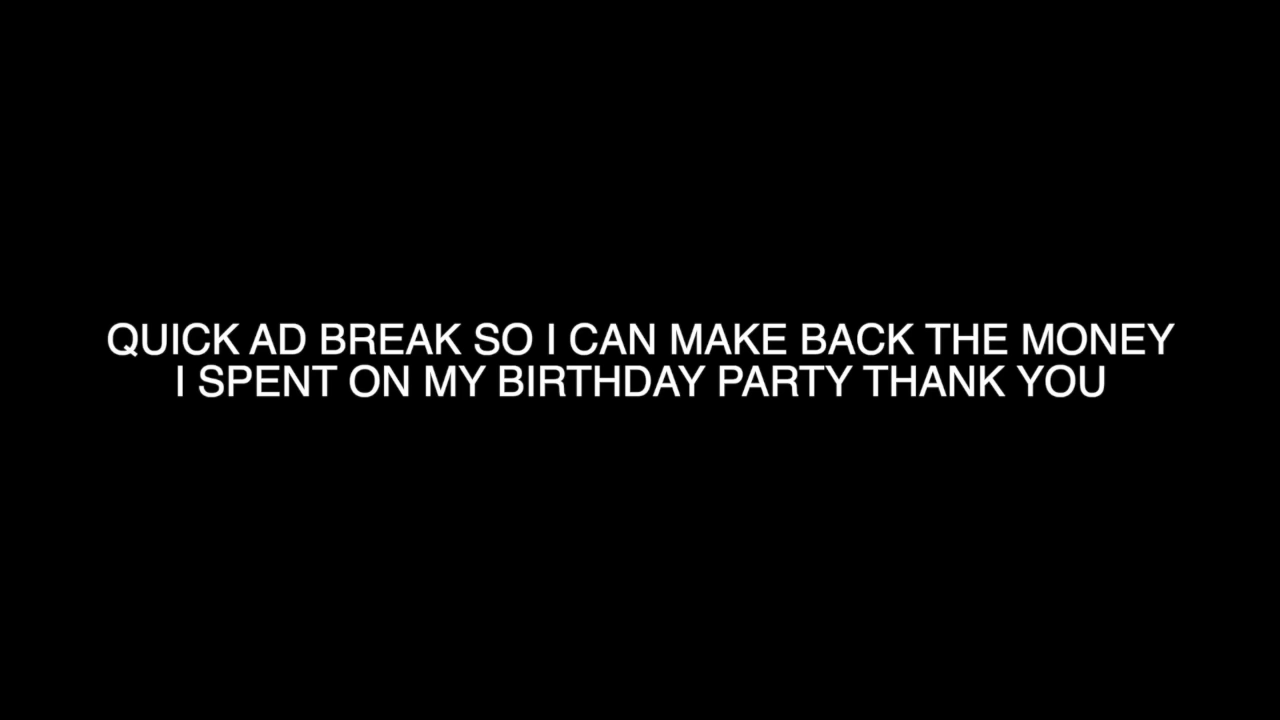 QUICK AD BREAK SO I CAN MAKE BACK THE MONEY
I SPENT ON MY BIRTHDAY PARTY THANK YOU